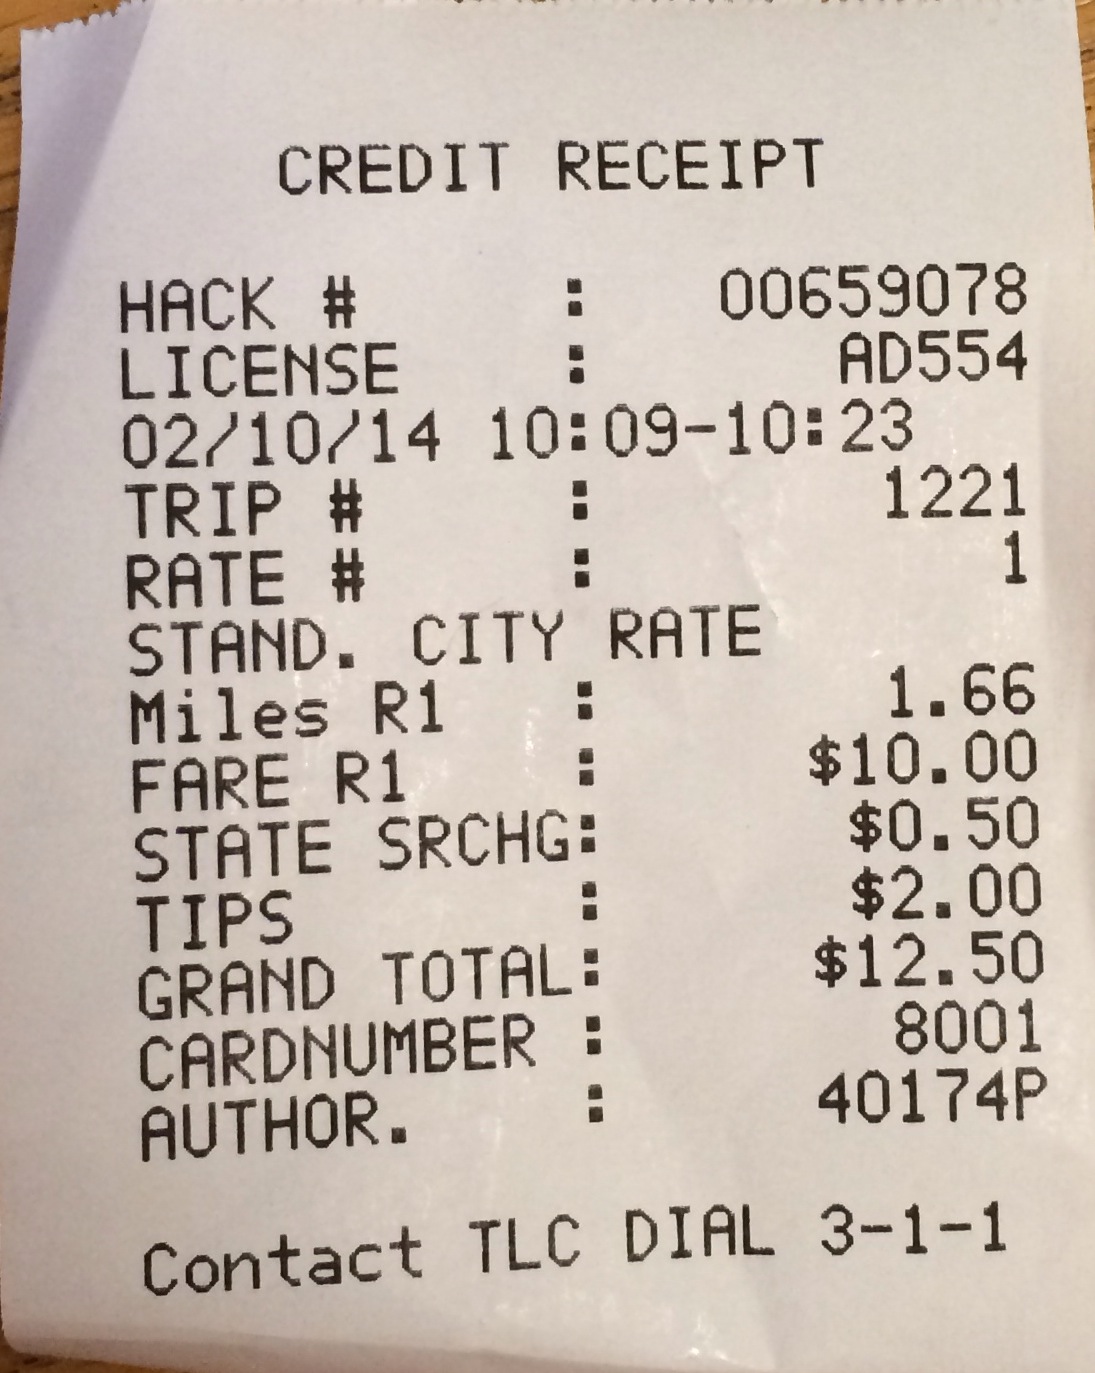 CREDIT RECEIPT
HACK # : 00659078
LICENSE : AD554
02/10/14 10:09-10:23
TRIP # : 1221
RATE # : 1
STAND. CITY RATE
Miles R1 : 1.66
FARE R1 : $10.00
STATE SRCHG: $0.50
TIPS : $2.00
GRAND TOTAL: $12.50
CARDNUMBER : 8001
AUTHOR. : 40174P
Contact TLC DIAL 3-1-1